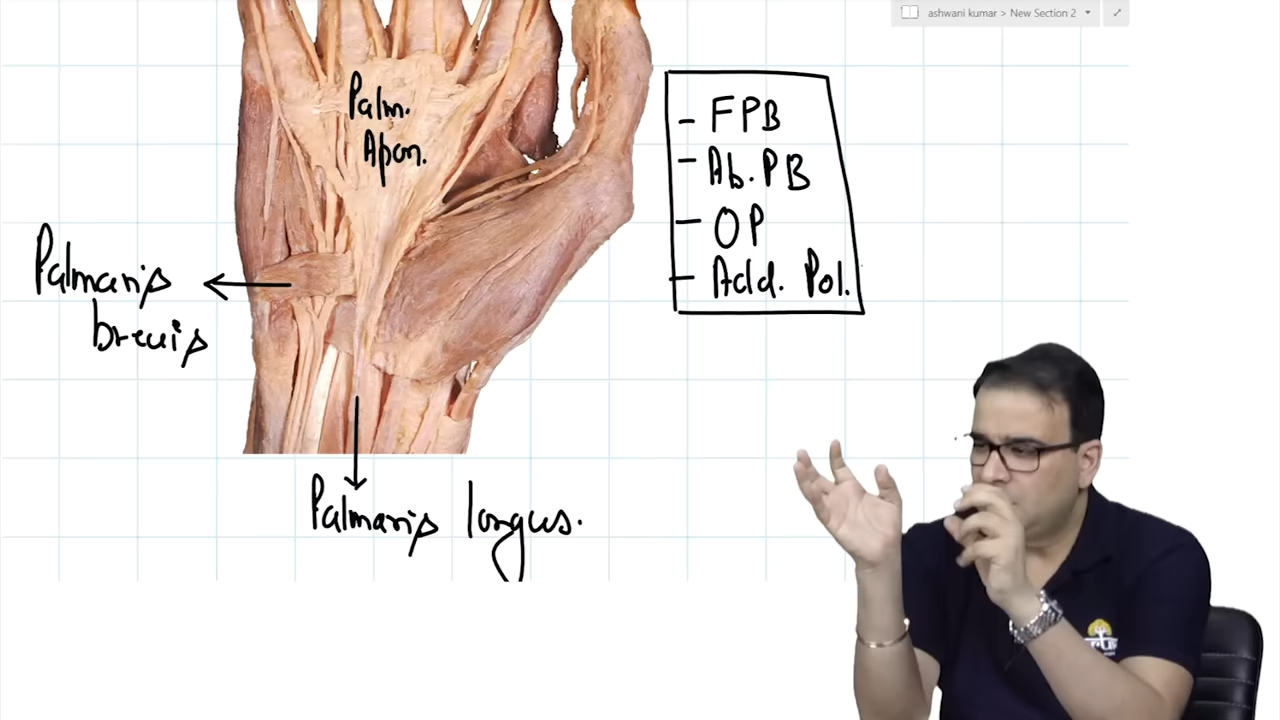 ashwani kumar > New Section 2
Palm.
Apon.
- FPB
- Ab. PB
- OP
- Add. Pol.
Palmaris
brevis
Palmaris longus.